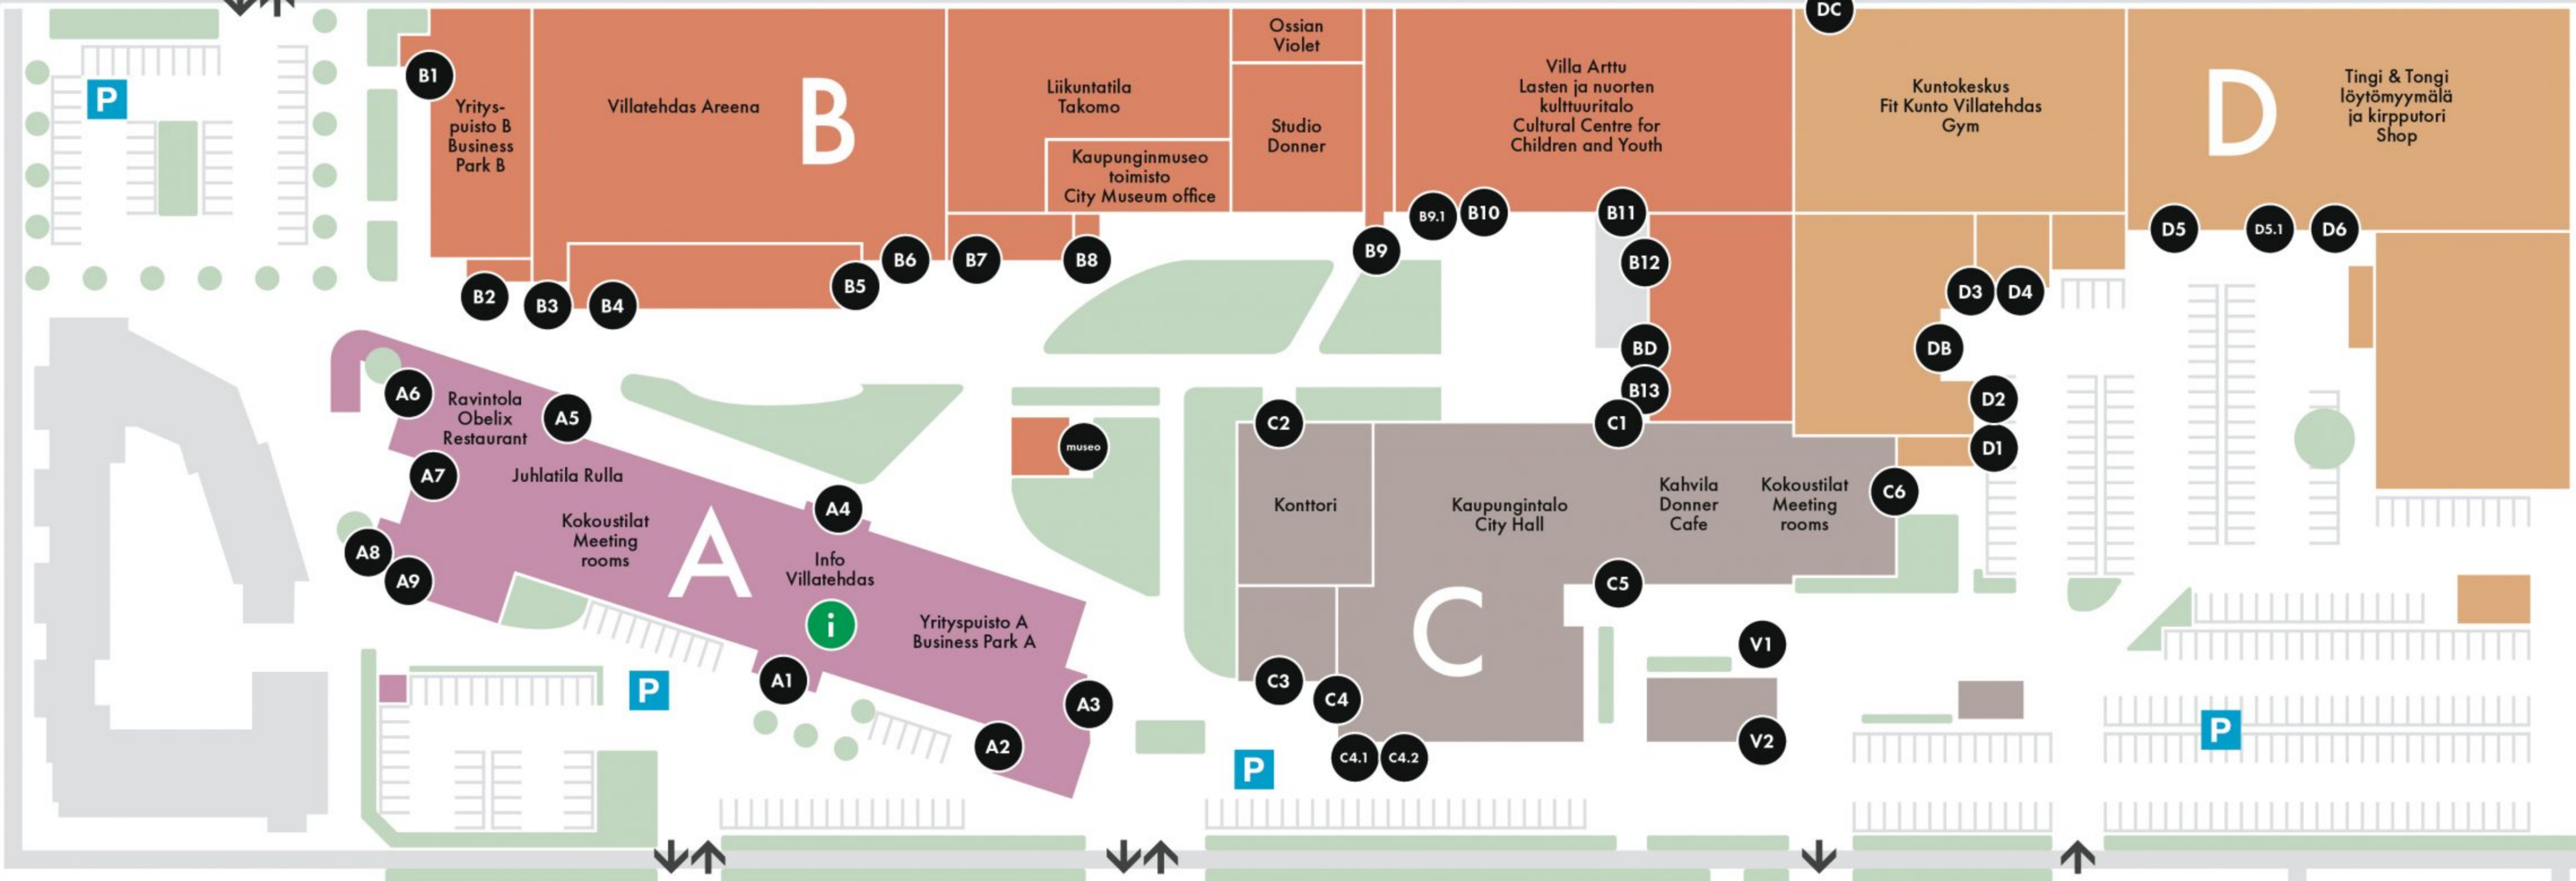 DC
B1
P
Yritys-
puisto B
Business
Park B
Villatehdas Areena
B
Liikuntatila
Takomo
Kaupunginmuseo
toimisto
City Museum office
Ossian
Violet
Studio
Donner
Villa Arttu
Lasten ja nuorten
kulttuuritalo
Cultural Centre for
Children and Youth
Kuntokeskus
Fit Kunto Villatehdas
Gym
D
Tingi & Tongi
löytömyymälä
ja kirpputori
Shop
B2
B3
B4
B5
B6
B7
B8
B9
B9.1
B10
B11
B12
BD
B13
D3
D4
DB
D2
D1
D5
D5.1
D6
A6
Ravintola
Obelix
Restaurant
A5
A7
Juhlatila Rulla
A8
A9
Kokoustilat
Meeting
rooms
A
A4
Info
Villatehdas
i
Yrityspuisto A
Business Park A
A1
A2
A3
P
museo
C2
C1
Konttori
Kaupungintalo
City Hall
Kahvila
Donner
Cafe
Kokoustilat
Meeting
rooms
C6
C5
C
C3
C4
C4.1
C4.2
P
V1
V2
P